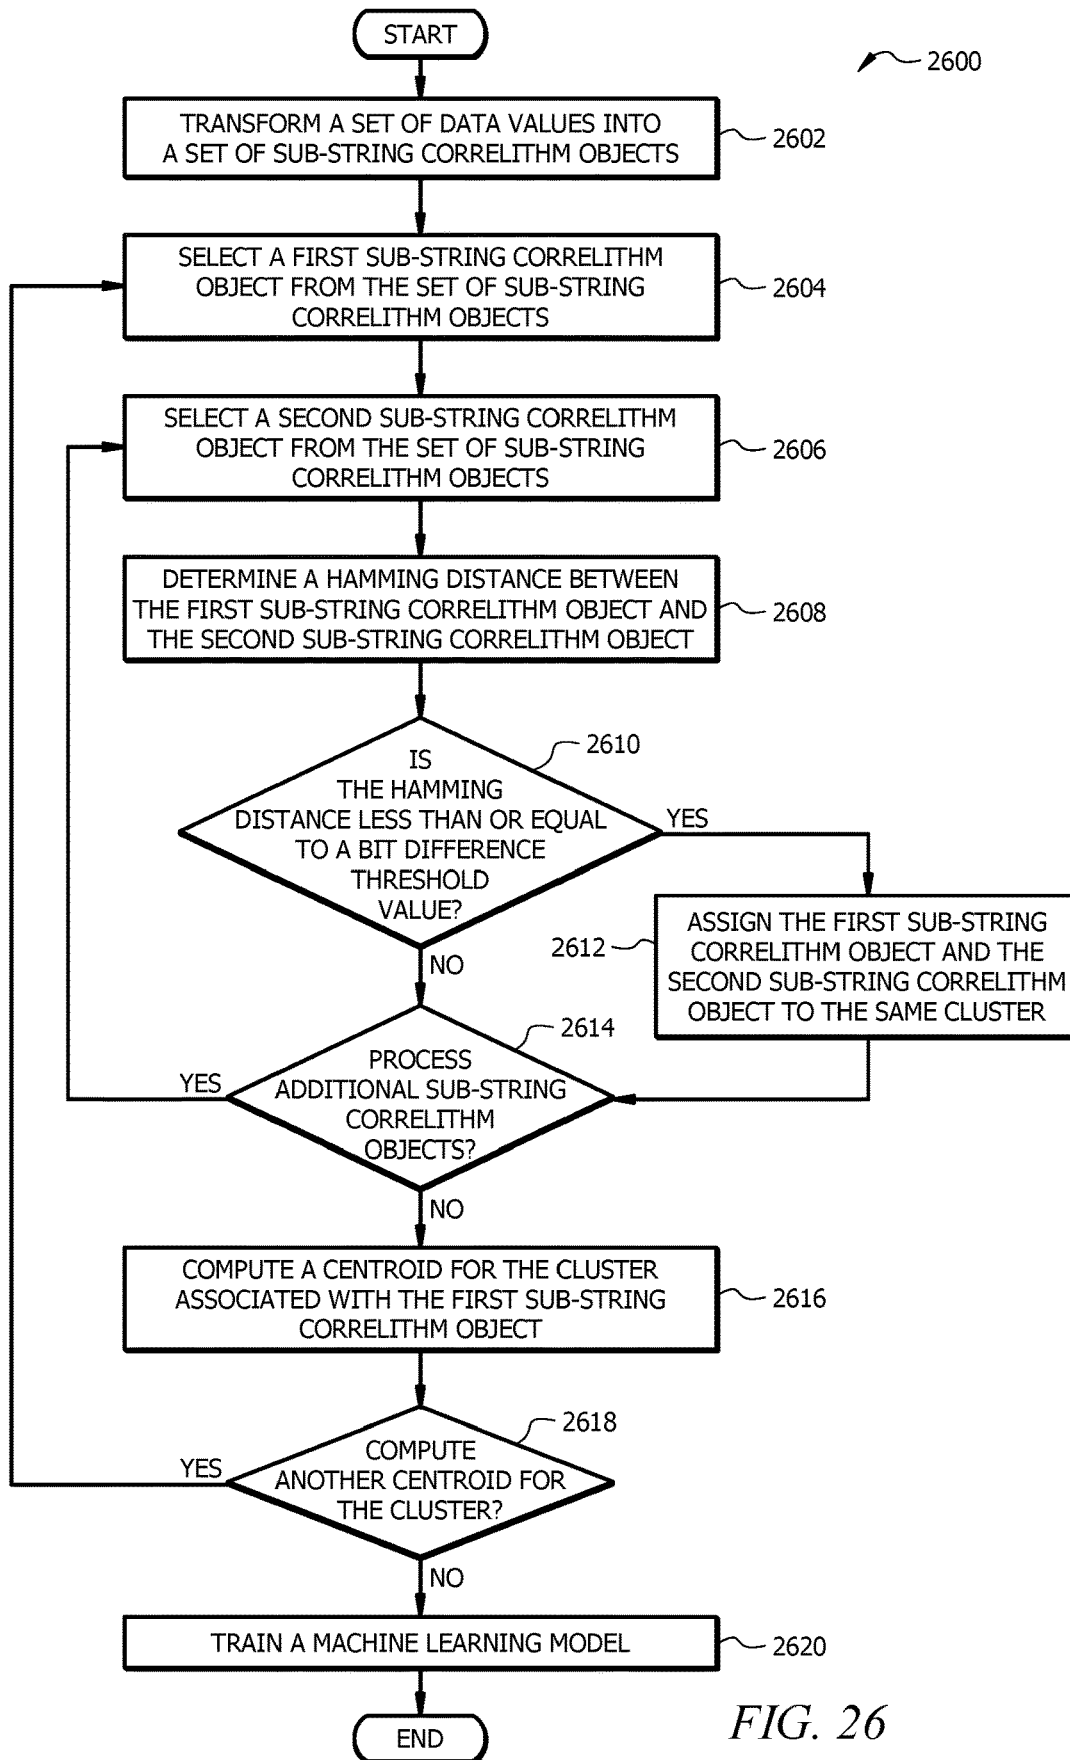 START
2600
TRANSFORM A SET OF DATA VALUES INTO
A SET OF SUB-STRING CORRELITHM OBJECTS
2602
SELECT A FIRST SUB-STRING CORRELITHM
OBJECT FROM THE SET OF SUB-STRING
CORRELITHM OBJECTS
2604
SELECT A SECOND SUB-STRING CORRELITHM
OBJECT FROM THE SET OF SUB-STRING
CORRELITHM OBJECTS
2606
DETERMINE A HAMMING DISTANCE BETWEEN
THE FIRST SUB-STRING CORRELITHM OBJECT AND
THE SECOND SUB-STRING CORRELITHM OBJECT
2608
IS
THE HAMMING
DISTANCE LESS THAN OR EQUAL
TO A BIT DIFFERENCE
THRESHOLD
VALUE?
2610
YES
NO
2612
ASSIGN THE FIRST SUB-STRING
CORRELITHM OBJECT AND THE
SECOND SUB-STRING CORRELITHM
OBJECT TO THE SAME CLUSTER
2614
PROCESS
ADDITIONAL SUB-STRING
CORRELITHM
OBJECTS?
YES
NO
COMPUTE A CENTROID FOR THE CLUSTER
ASSOCIATED WITH THE FIRST SUB-STRING
CORRELITHM OBJECT
2616
2618
COMPUTE
ANOTHER CENTROID FOR
THE CLUSTER?
YES
NO
TRAIN A MACHINE LEARNING MODEL
2620
END
FIG. 26